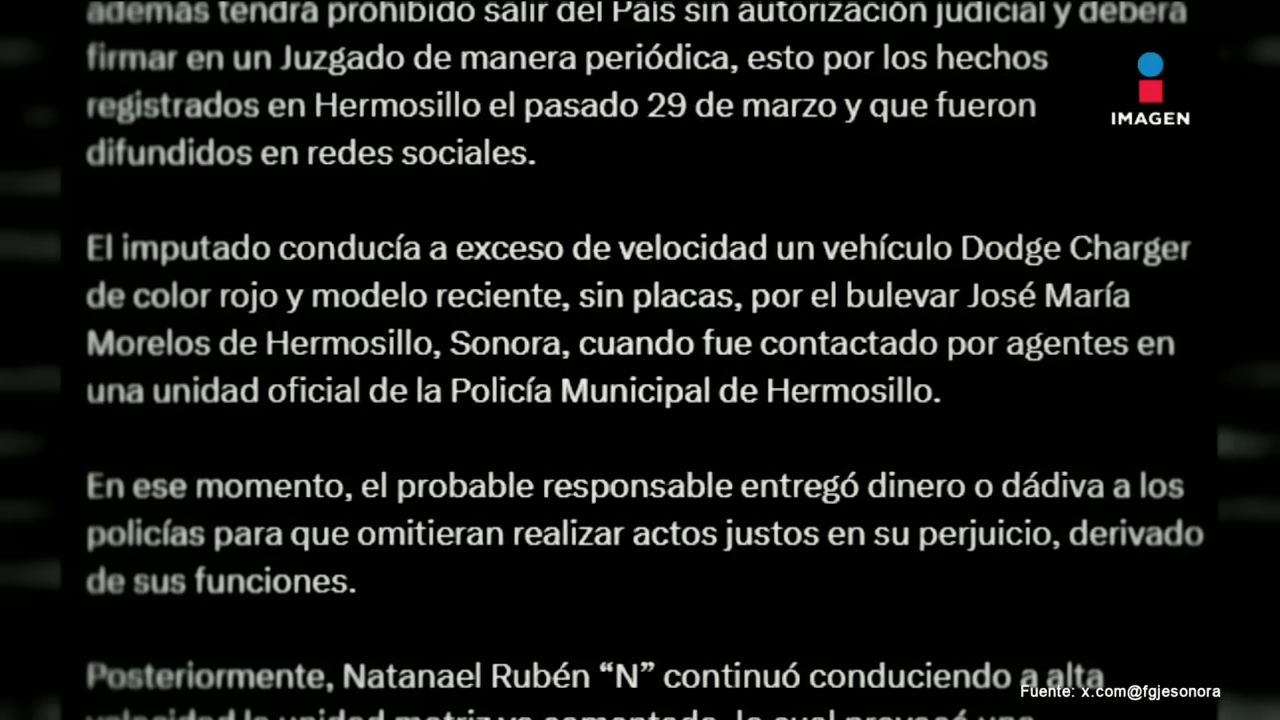 además tendrá prohibido salir del País sin autorización judicial y deberá
firmar en un Juzgado de manera periódica, esto por los hechos
registrados en Hermosillo el pasado 29 de marzo y que fueron
difundidos en redes sociales.
IMAGEN
El imputado conducía a exceso de velocidad un vehículo Dodge Charger
de color rojo y modelo reciente, sin placas, por el bulevar José María
Morelos de Hermosillo, Sonora, cuando fue contactado por agentes en
una unidad oficial de la Policía Municipal de Hermosillo.
En ese momento, el probable responsable entregó dinero o dádiva a los
policías para que omitieran realizar actos justos en su perjuicio, derivado
de sus funciones.
Posteriormente, Natanael Rubén “N” continuó conduciendo a alta
Fuente: x.com@fgjesonora